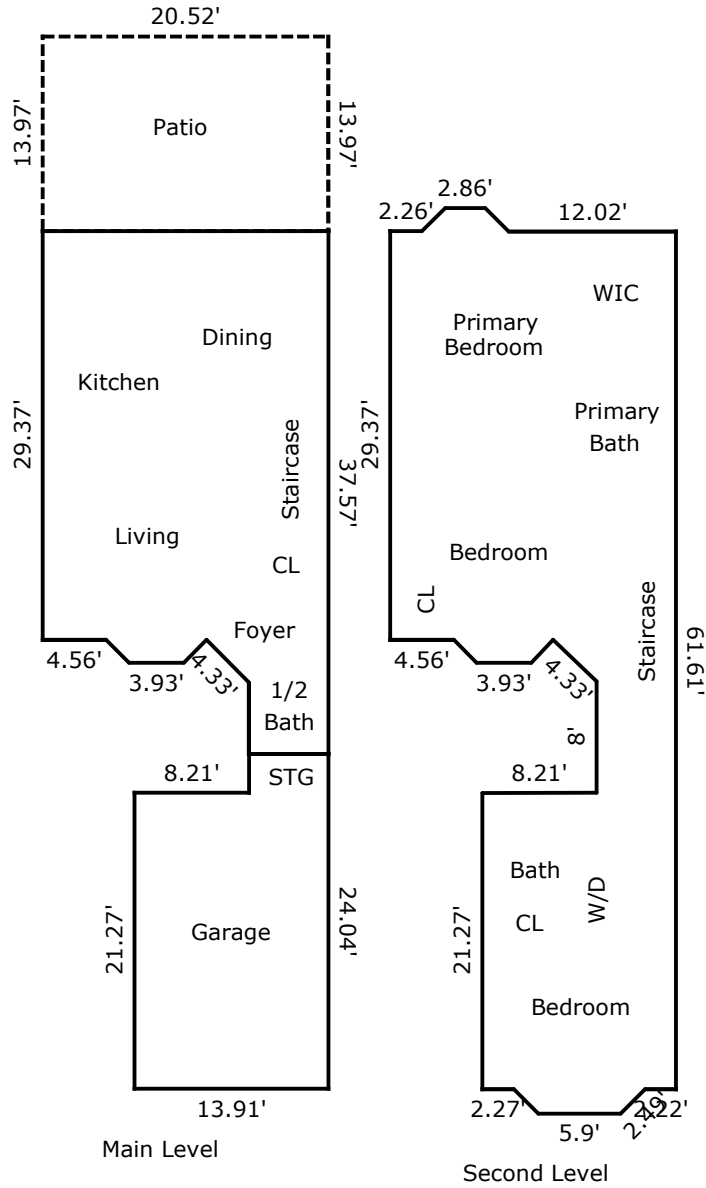 20.52'
13.97'
13.97'
Patio
29.37'
Dining
Kitchen
Staircase
37.57'
Living
CL
Foyer
4.56'
3.93'
4.33'
1/2
Bath
8.21'
STG
21.27'
Garage
24.04'
13.91'
Main Level
2.86'
2.26'
12.02'
WIC
Primary
Bedroom
Primary
Bath
29.37'
Bedroom
CL
Staircase
61.61'
4.56'
3.93'
4.33'
8'
8.21'
Bath
CL
W/D
21.27'
Bedroom
2.27'
5.9'
2.49'
2.22'
Second Level